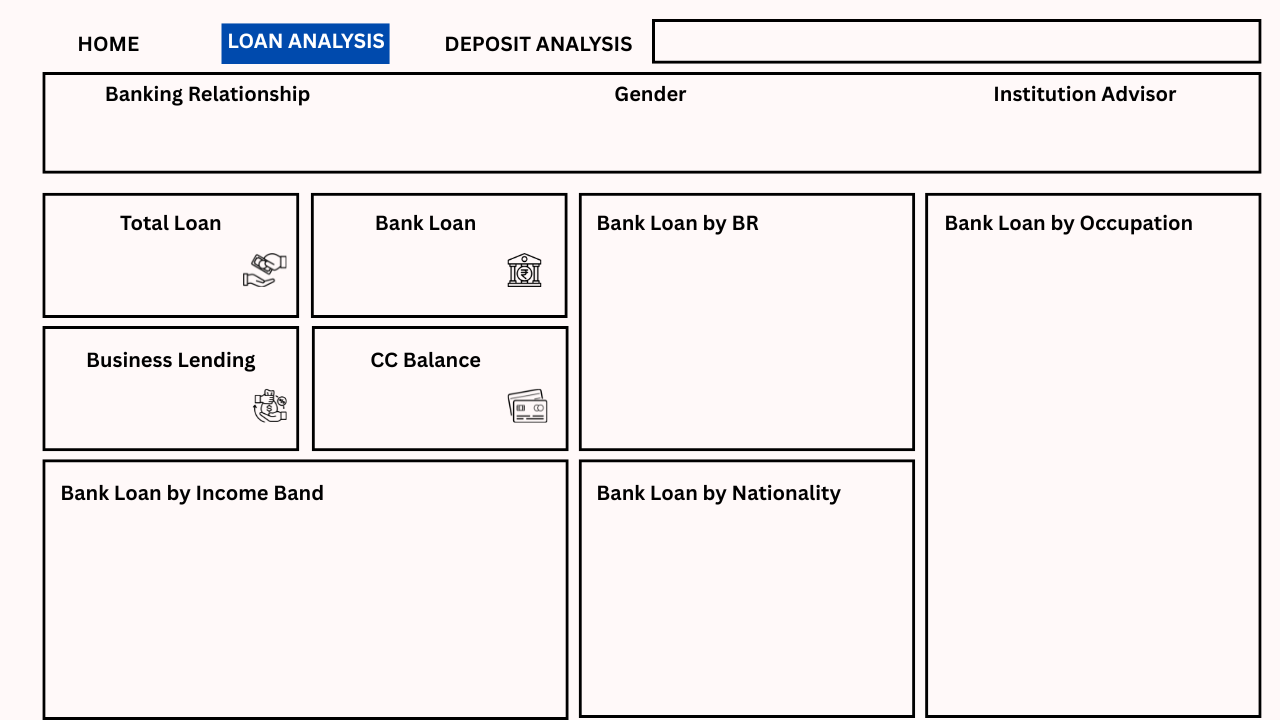 HOME
LOAN ANALYSIS
DEPOSIT ANALYSIS
Banking Relationship
Gender
Institution Advisor
Total Loan
Bank Loan
Bank Loan by BR
Bank Loan by Occupation
₹
Business Lending
CC Balance
Bank Loan by Income Band
Bank Loan by Nationality